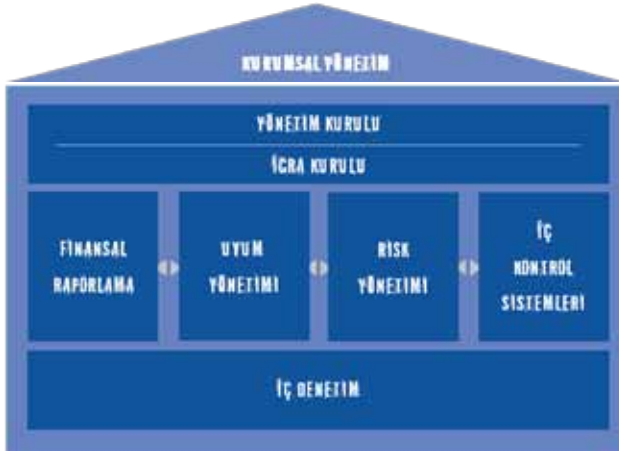 KURUMSAL YÖNETİM
YÖNETİM KURULU
İCRA KURULU
FİNANSAL
RAPORLAMA
UYUM
YÖNETİMİ
RİSK
YÖNETİMİ
İÇ
KONTROL
SİSTEMLERİ
İÇ DENETİM